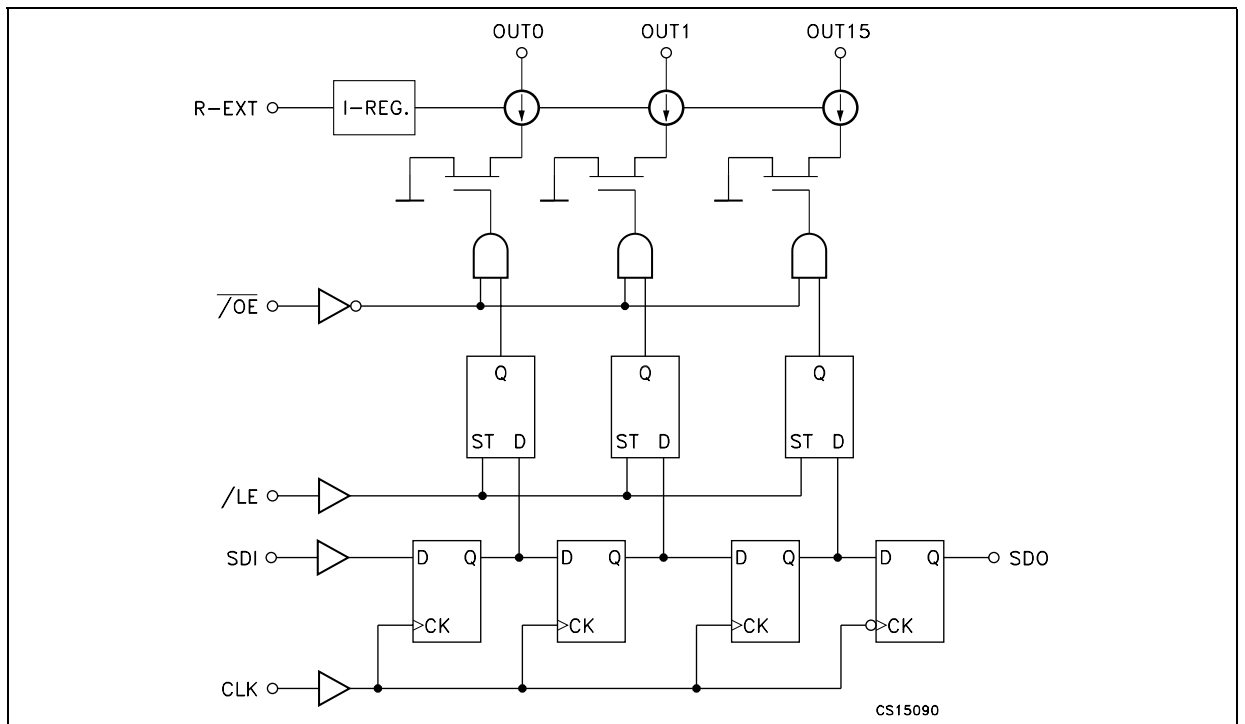 OUT0 OUT1 OUT15
R-EXT I-REG.
/OE
Q Q Q
ST D ST D ST D
/LE
SDI D Q D Q D Q D Q SDO
CK CK CK CK
CLK
CS15090